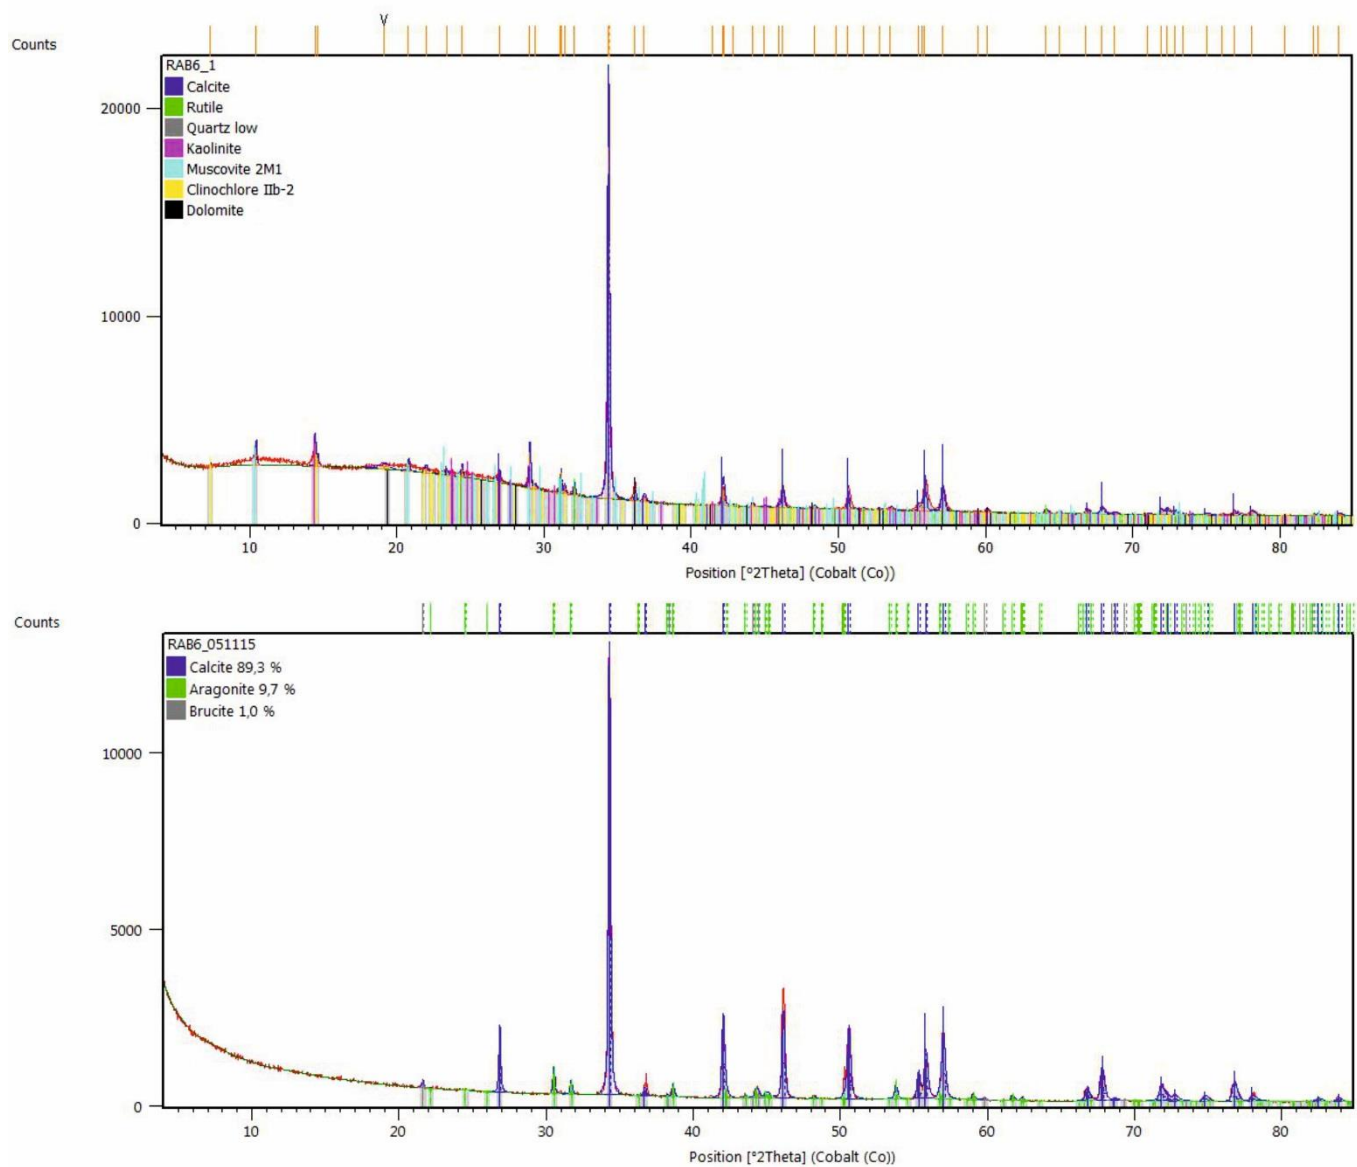 Counts
RAB6_1
Calcite
Rutile
Quartz low
Kaolinite
Muscovite 2M1
Clinochlore IIb-2
Dolomite
20000
10000
0
10 20 30 40 50 60 70 80
Position [°2Theta] (Cobalt (Co))
Counts
RAB6_051115
Calcite 89,3 %
Aragonite 9,7 %
Brucite 1,0 %
10000
5000
0
10 20 30 40 50 60 70 80
Position [°2Theta] (Cobalt (Co))